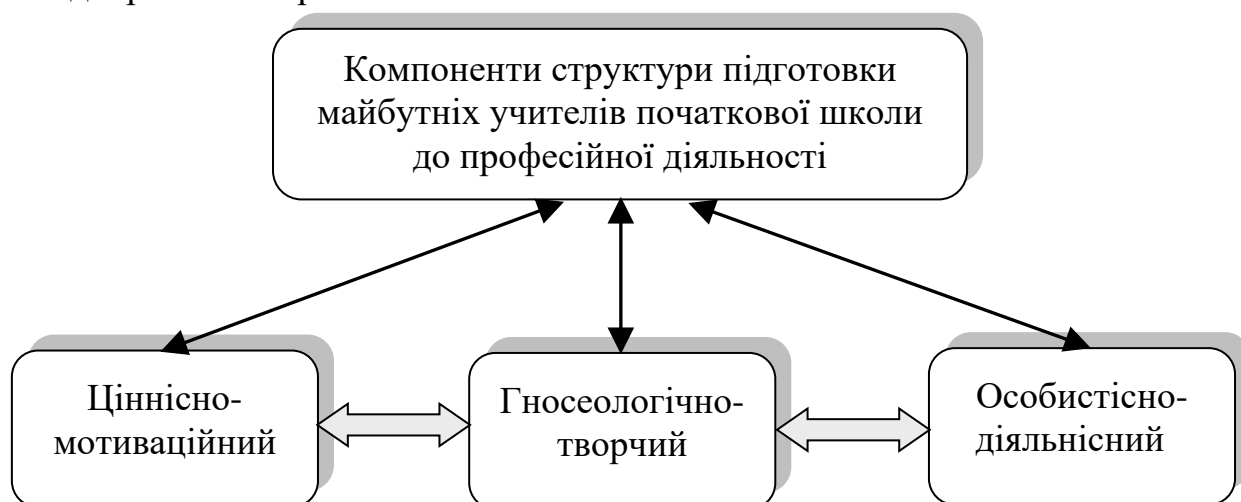 Компоненти структури підготовки
майбутніх учителів початкової школи
до професійної діяльності
Ціннісно-
мотиваційний
Гносеологічно-
творчий
Особистісно-
діяльнісний